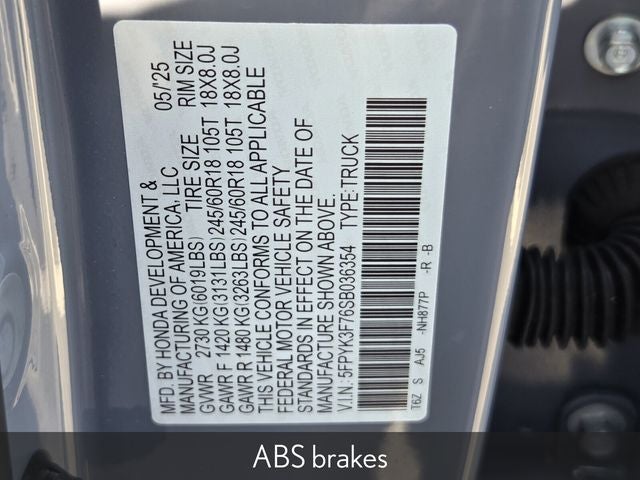 MFD. BY HONDA DEVELOPMENT &
MANUFACTURING OF AMERICA, LLC 05/'25
GVWR 2730 KG(6019LBS) TIRE SIZE RIM SIZE
GAWR F 1420 KG(3131LBS) 245/60R18 105T 18X8.0J
GAWR R 1480 KG(3263LBS) 245/60R18 105T 18X8.0J
THIS VEHICLE CONFORMS TO ALL APPLICABLE
FEDERAL MOTOR VEHICLE SAFETY
STANDARDS IN EFFECT ON THE DATE OF
MANUFACTURE SHOWN ABOVE.
V.I.N.: 5FPYK3F76SB036354 TYPE:TRUCK
T6Z S AJ5 -NH877P -R -B
ABS brakes